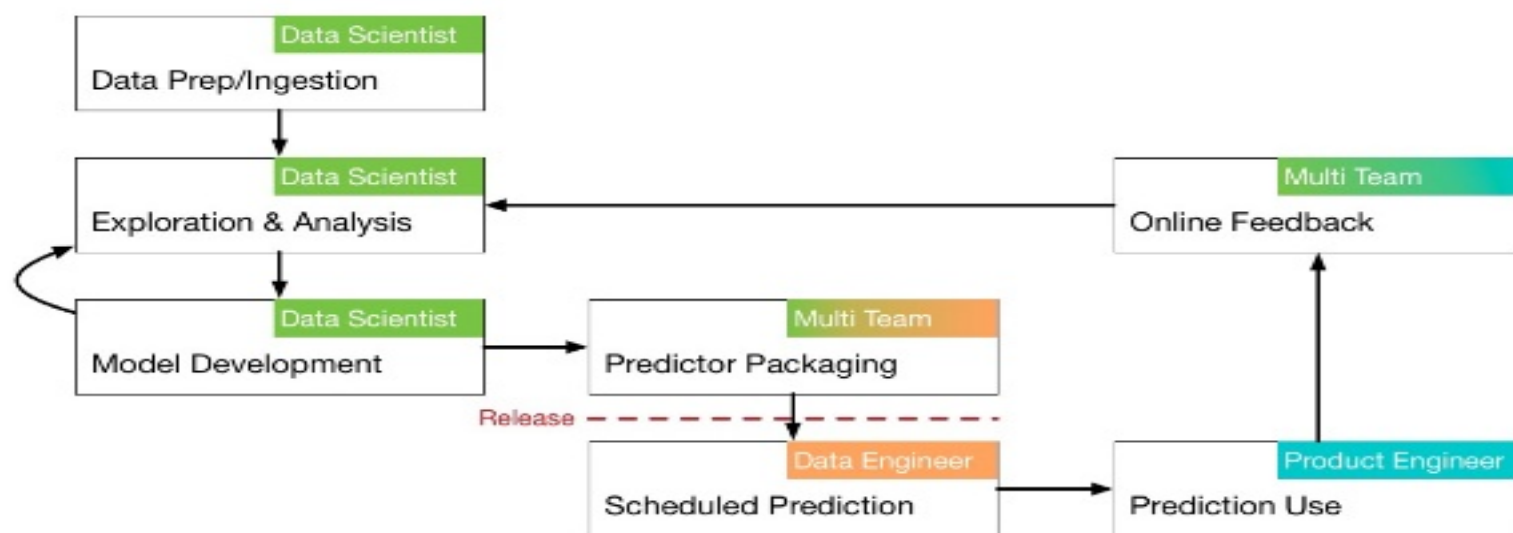 Data Scientist
Data Prep/Ingestion
Data Scientist
Exploration & Analysis
Multi Team
Online Feedback
Data Scientist
Model Development
Multi Team
Predictor Packaging
Release
Data Engineer
Scheduled Prediction
Product Engineer
Prediction Use